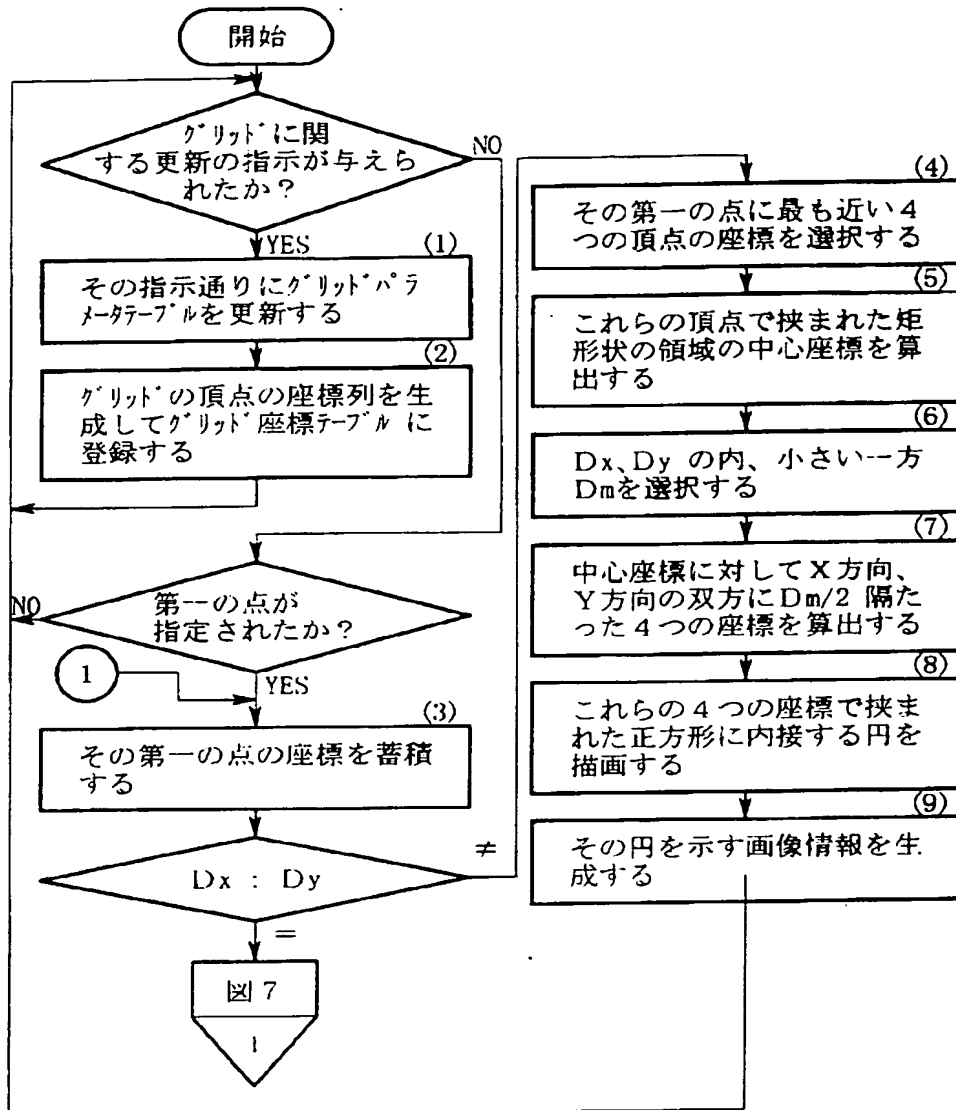 開始
グリッドに関
する更新の指示が与えら
れたか？
NO
YES
(1)
その指示通りにグリッドパラ
メータテーブルを更新する
(2)
グリッドの頂点の座標列を生
成してグリッド座標テーブルに
登録する
第一の点が
指定されたか？
NO
YES
1
(3)
その第一の点の座標を蓄積
する
Dx : Dy
≠
=
図7
1
(4)
その第一の点に最も近い4
つの頂点の座標を選択する
(5)
これらの頂点で挟まれた矩
形状の領域の中心座標を算
出する
(6)
Dx、Dy の内、小さい一方
Dmを選択する
(7)
中心座標に対してX方向、
Y方向の双方にDm/2 隔た
った4つの座標を算出する
(8)
これらの4つの座標で挟ま
れた正方形に内接する円を
描画する
(9)
その円を示す画像情報を生
成する